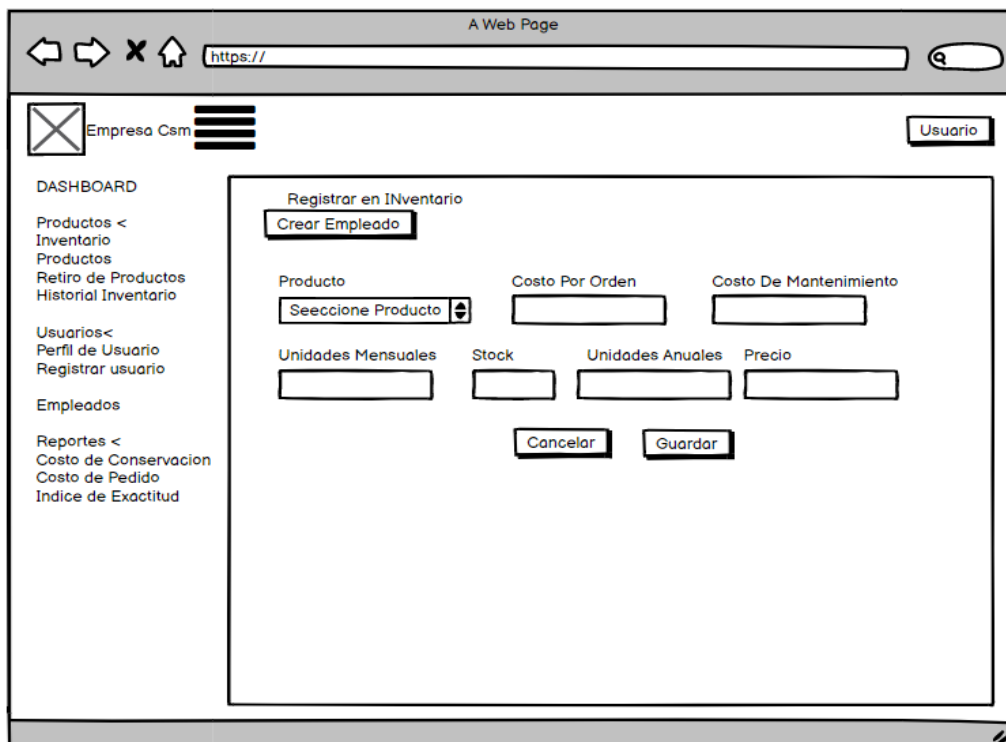 A Web Page
https://
Empresa Csm
Usuario
DASHBOARD
Productos <
Inventario
Productos
Retiro de Productos
Historial Inventario
Usuarios<
Perfil de Usuario
Registrar usuario
Empleados
Reportes <
Costo de Conservacion
Costo de Pedido
Indice de Exactitud
Registrar en INventario
Crear Empleado
Producto
Costo Por Orden
Costo De Mantenimiento
Seeccione Producto
Unidades Mensuales
Stock
Unidades Anuales
Precio
Cancelar
Guardar